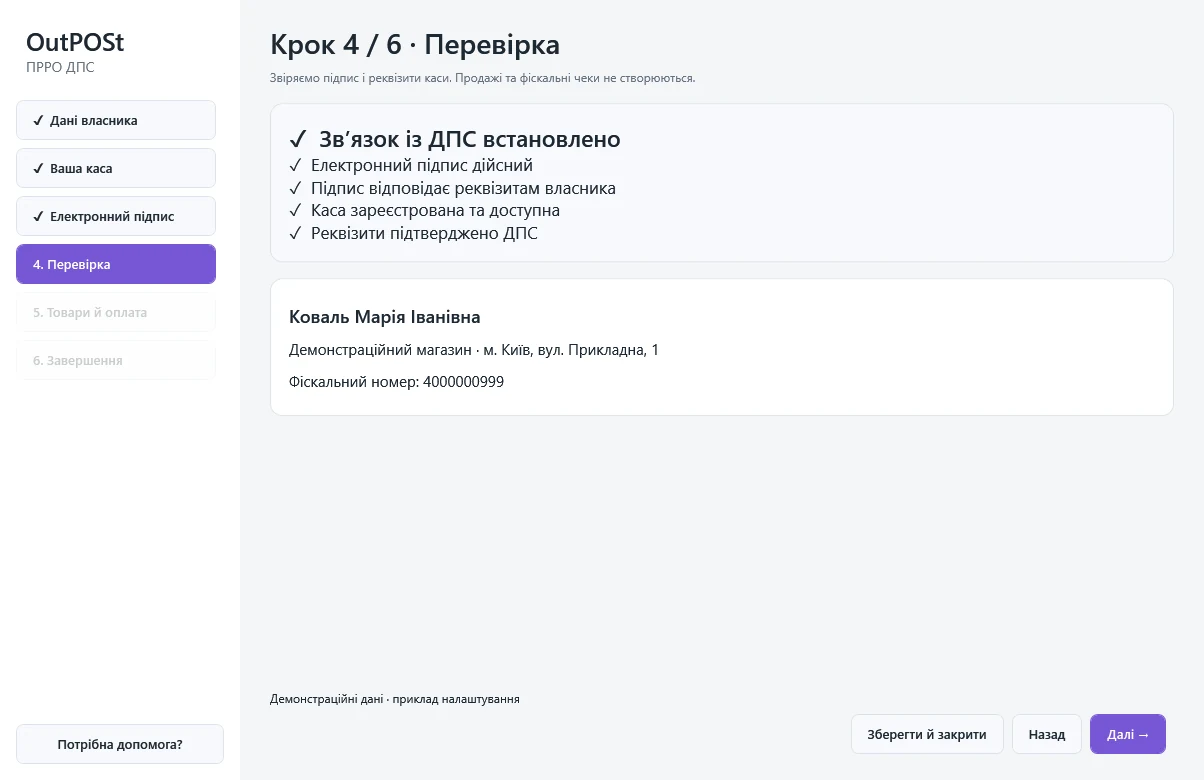 OutPOSt
ПРРО ДПС
✓ Дані власника
✓ Ваша каса
✓ Електронний підпис
4. Перевірка
5. Товари й оплата
6. Завершення
Потрібна допомога?
Крок 4 / 6 · Перевірка
Звіряємо підпис і реквізити каси. Продажі та фіскальні чеки не створюються.
✓ Зв’язок із ДПС встановлено
✓ Електронний підпис дійсний
✓ Підпис відповідає реквізитам власника
✓ Каса зареєстрована та доступна
✓ Реквізити підтверджено ДПС
Коваль Марія Іванівна
Демонстраційний магазин · м. Київ, вул. Прикладна, 1
Фіскальний номер: 4000000999
Демонстраційні дані · приклад налаштування
Зберегти й закрити
Назад
Далі →